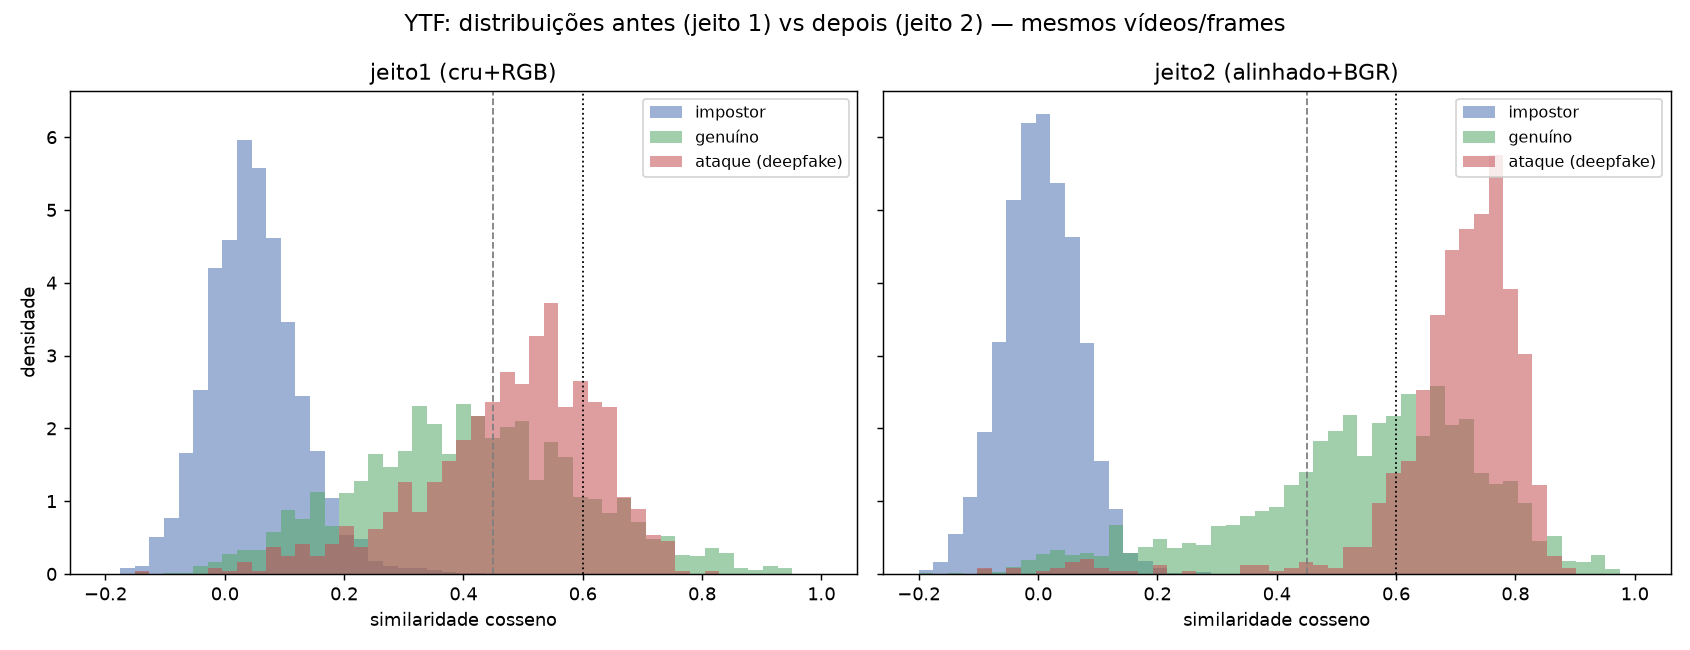 YTF: distribuições antes (jeito 1) vs depois (jeito 2) — mesmos vídeos/frames
jeito1 (cru+RGB)
impostor
genuíno
ataque (deepfake)
densidade
6
5
4
3
2
1
0
−0.2 0.0 0.2 0.4 0.6 0.8 1.0
similaridade cosseno
jeito2 (alinhado+BGR)
impostor
genuíno
ataque (deepfake)
−0.2 0.0 0.2 0.4 0.6 0.8 1.0
similaridade cosseno